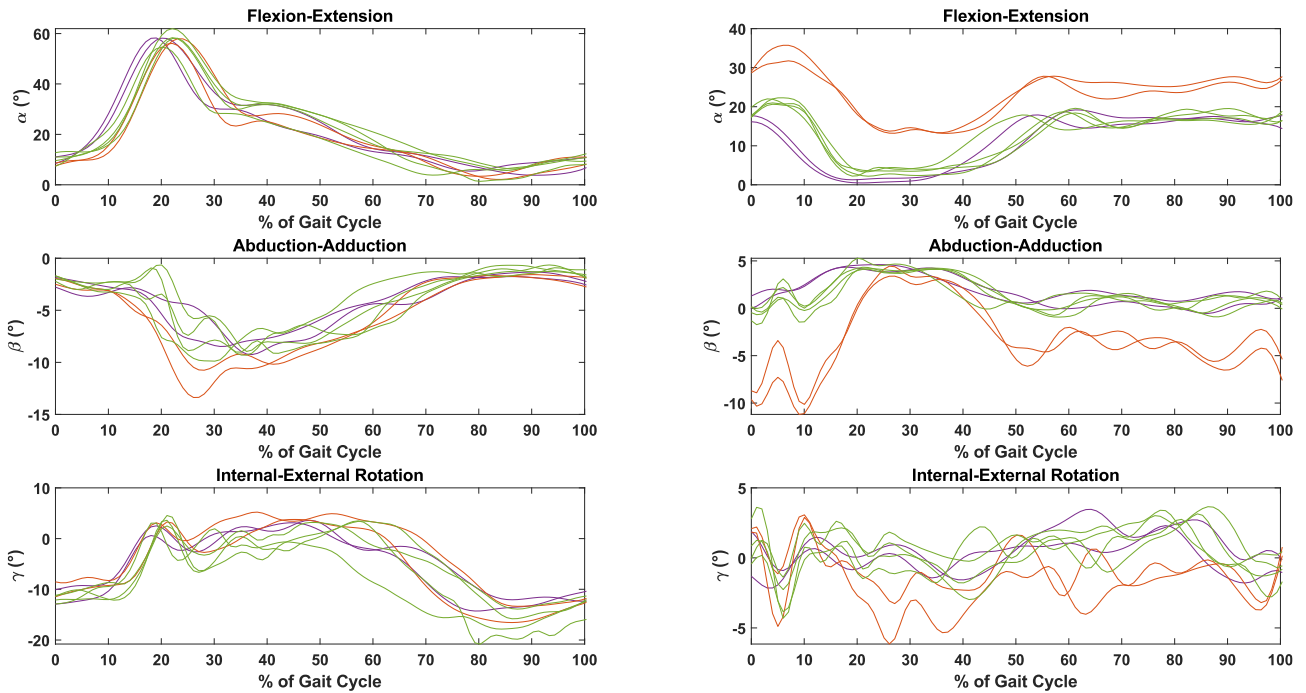 Flexion-Extension
60
40
20
0
α (°)
0 10 20 30 40 50 60 70 80 90 100
% of Gait Cycle
Abduction-Adduction
0
-5
-10
-15
β (°)
0 10 20 30 40 50 60 70 80 90 100
% of Gait Cycle
Internal-External Rotation
10
0
-10
-20
γ (°)
0 10 20 30 40 50 60 70 80 90 100
% of Gait Cycle
Flexion-Extension
40
30
20
10
0
α (°)
0 10 20 30 40 50 60 70 80 90 100
% of Gait Cycle
Abduction-Adduction
5
0
-5
-10
β (°)
0 10 20 30 40 50 60 70 80 90 100
% of Gait Cycle
Internal-External Rotation
5
0
-5
γ (°)
0 10 20 30 40 50 60 70 80 90 100
% of Gait Cycle